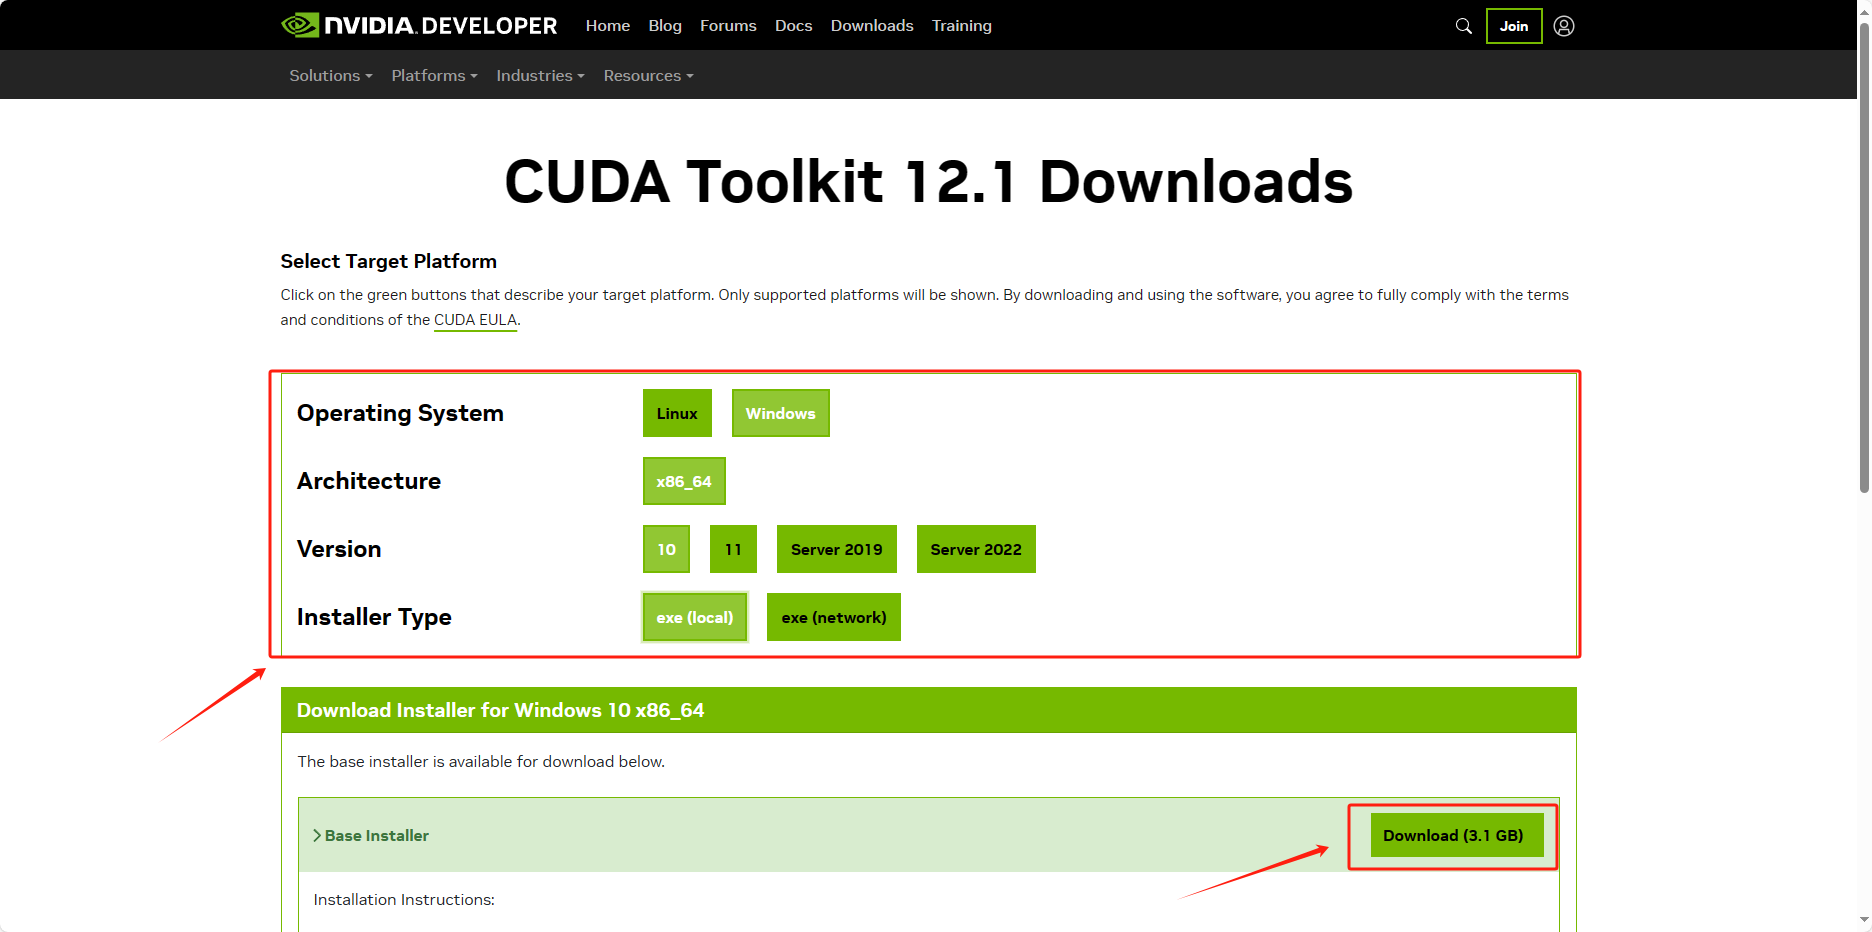 NVIDIA. DEVELOPER Home Blog Forums Docs Downloads Training Join
Solutions Platforms Industries Resources
CUDA Toolkit 12.1 Downloads
Select Target Platform
Click on the green buttons that describe your target platform. Only supported platforms will be shown. By downloading and using the software, you agree to fully comply with the terms
and conditions of the CUDA EULA.
Operating System Linux Windows
Architecture x86_64
Version 10 11 Server 2019 Server 2022
Installer Type exe (local) exe (network)
Download Installer for Windows 10 x86_64
The base installer is available for download below.
Base Installer Download (3.1 GB)
Installation Instructions: